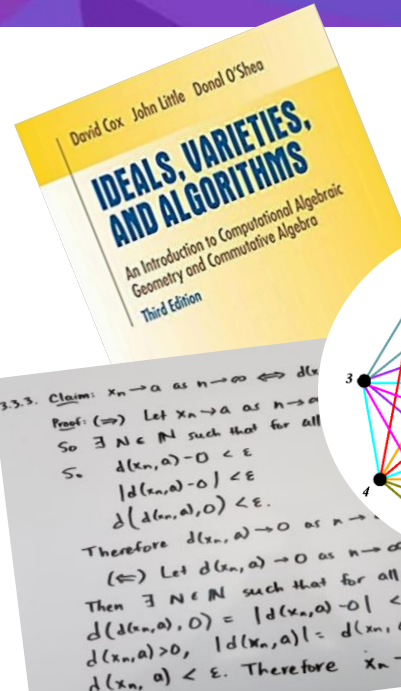 David Cox John Little Donal O'Shea
IDEALS, VARIETIES,
AND ALGORITHMS
An Introduction to Computational Algebraic
Geometry and Commutative Algebra
Third Edition
3.3.3. Claim: xₙ→a as n→∞ ⟺ d(x
Proof: (⇒) Let xₙ→a as n→
So ∃ N ∈ ℕ such that for all
So d(xₙ,a)-0 < ε
|d(xₙ,a)-0| < ε
d(d(xₙ,a),0) < ε.
Therefore d(xₙ,a)→0 as n→
(⇐) Let d(xₙ,a)→0 as n→∞
Then ∃ N ∈ ℕ such that for all
d(d(xₙ,a),0) = |d(xₙ,a)-0| <
d(xₙ,a)>0, |d(xₙ,a)| = d(xₙ,
d(xₙ,a) < ε. Therefore xₙ→
3
4